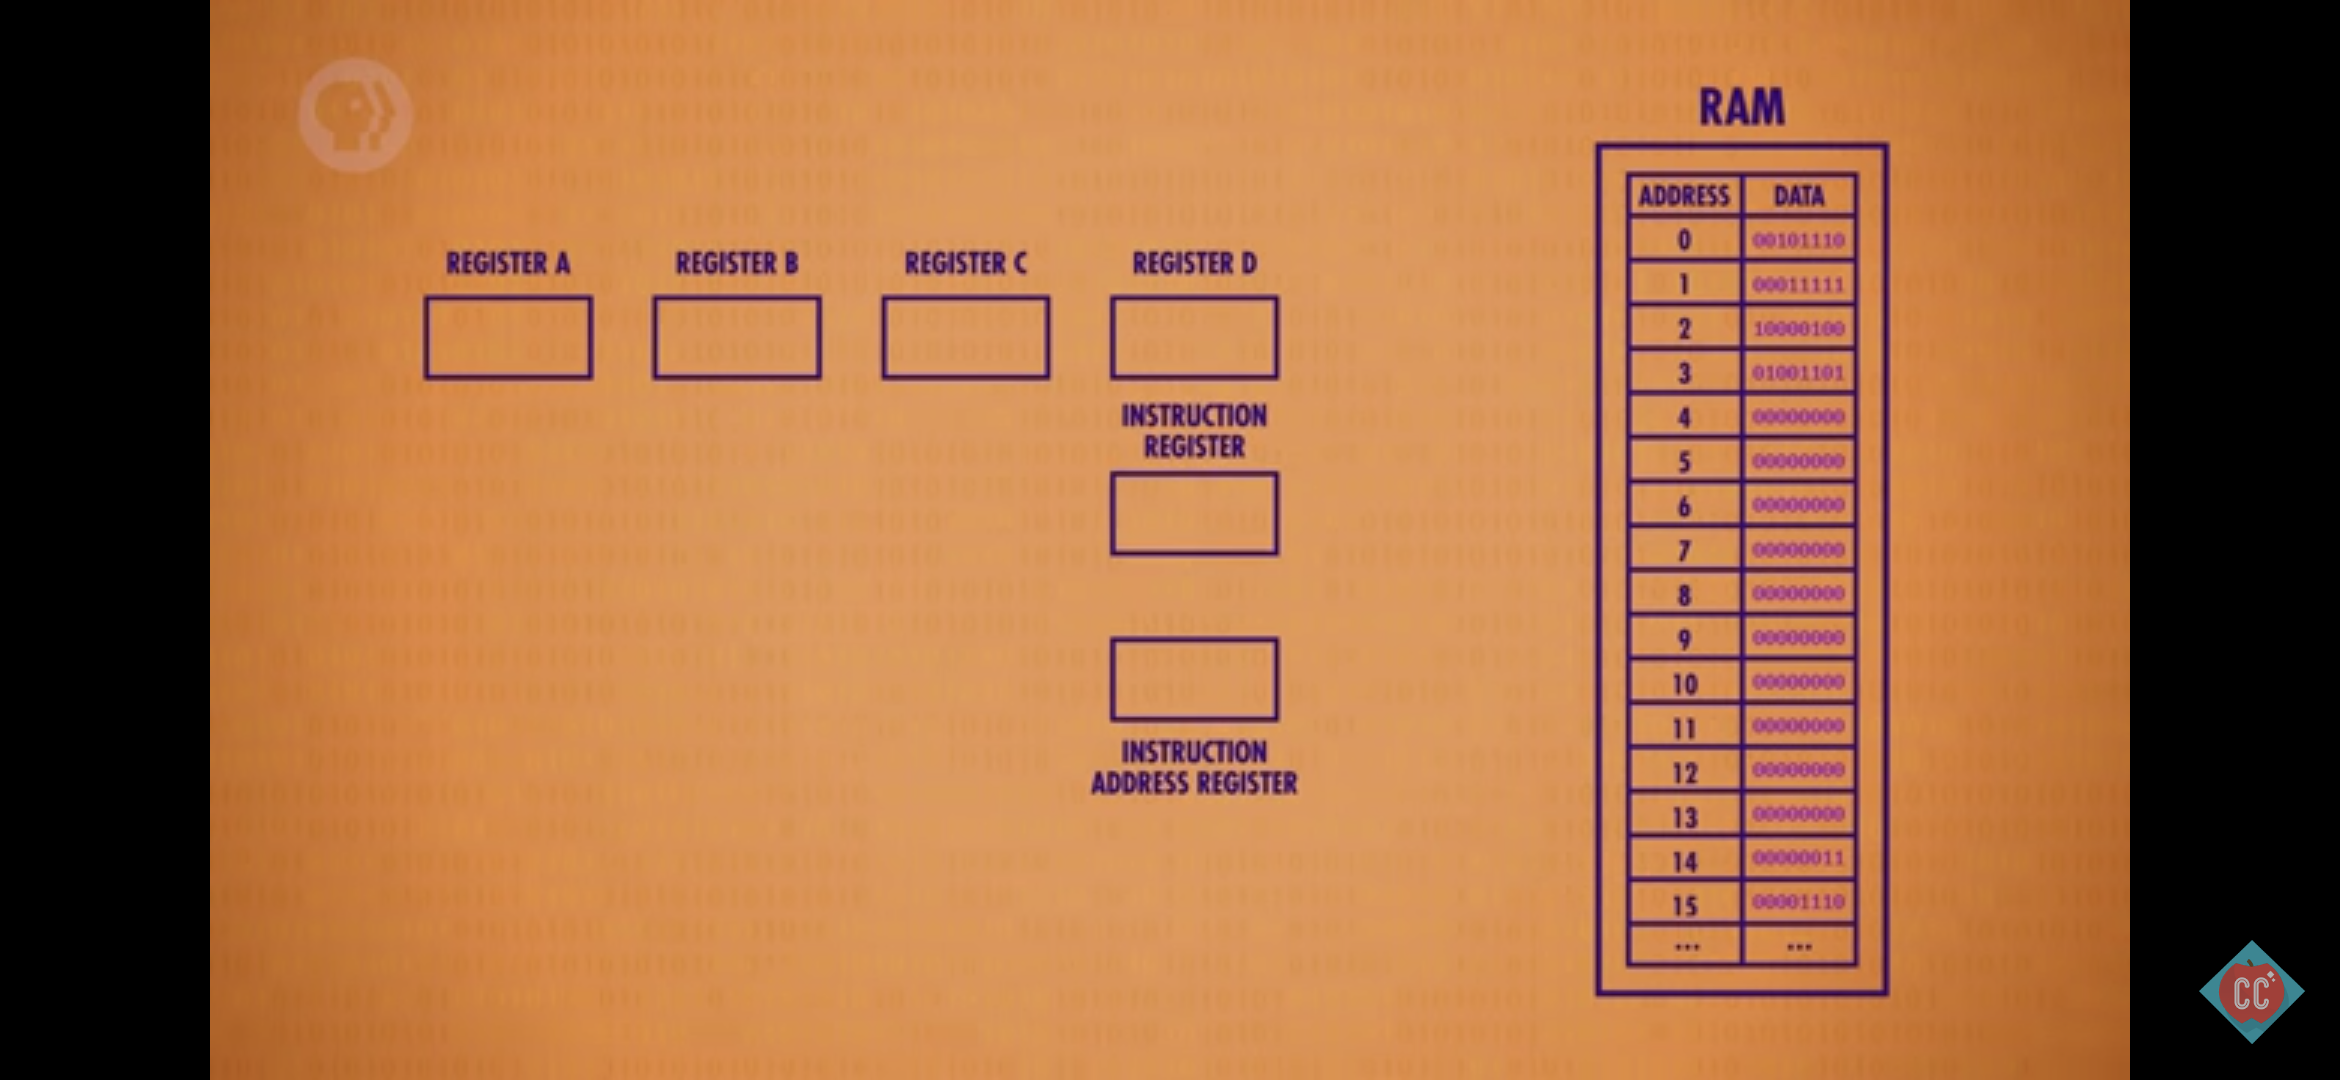 RAM
ADDRESS DATA
0 00101110
1 00011111
2 10000100
3 01001101
4 00000000
5 00000000
6 00000000
7 00000000
8 00000000
9 00000000
10 00000000
11 00000000
12 00000000
13 00000000
14 00000011
15 00001110
... ...
REGISTER A REGISTER B REGISTER C REGISTER D
INSTRUCTION
REGISTER
INSTRUCTION
ADDRESS REGISTER
CC